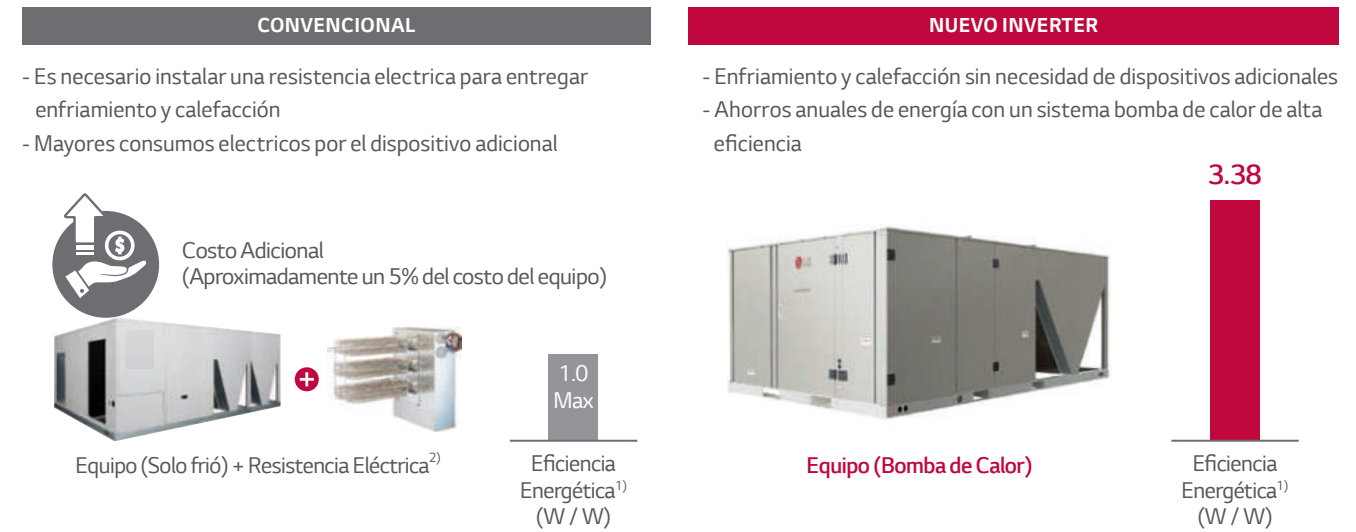 CONVENCIONAL
- Es necesario instalar una resistencia electrica para entregar
enfriamiento y calefacción
- Mayores consumos electricos por el dispositivo adicional
Costo Adicional
(Aproximadamente un 5% del costo del equipo)
1.0
Max
Equipo (Solo frió) + Resistencia Eléctrica2)
Eficiencia
Energética1)
(W / W)
NUEVO INVERTER
- Enfriamiento y calefacción sin necesidad de dispositivos adicionales
- Ahorros anuales de energía con un sistema bomba de calor de alta
eficiencia
3.38
LG
Equipo (Bomba de Calor)
Eficiencia
Energética1)
(W / W)